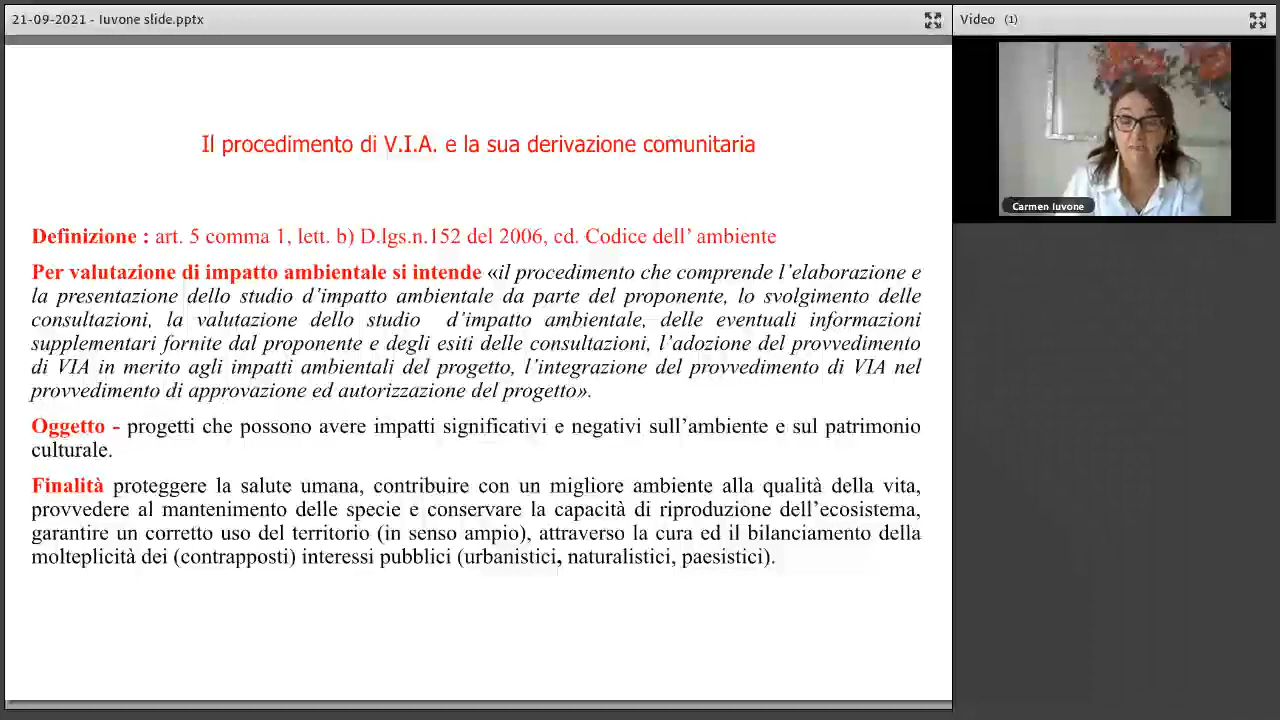 21-09-2021 - Iuvone slide.pptx
Video (1)
Carmen Iuvone
Il procedimento di V.I.A. e la sua derivazione comunitaria
Definizione : art. 5 comma 1, lett. b) D.lgs.n.152 del 2006, cd. Codice dell’ ambiente
Per valutazione di impatto ambientale si intende «il procedimento che comprende l’elaborazione e
la presentazione dello studio d’impatto ambientale da parte del proponente, lo svolgimento delle
consultazioni, la valutazione dello studio d’impatto ambientale, delle eventuali informazioni
supplementari fornite dal proponente e degli esiti delle consultazioni, l’adozione del provvedimento
di VIA in merito agli impatti ambientali del progetto, l’integrazione del provvedimento di VIA nel
provvedimento di approvazione ed autorizzazione del progetto».
Oggetto - progetti che possono avere impatti significativi e negativi sull’ambiente e sul patrimonio
culturale.
Finalità proteggere la salute umana, contribuire con un migliore ambiente alla qualità della vita,
provvedere al mantenimento delle specie e conservare la capacità di riproduzione dell’ecosistema,
garantire un corretto uso del territorio (in senso ampio), attraverso la cura ed il bilanciamento della
molteplicità dei (contrapposti) interessi pubblici (urbanistici, naturalistici, paesistici).